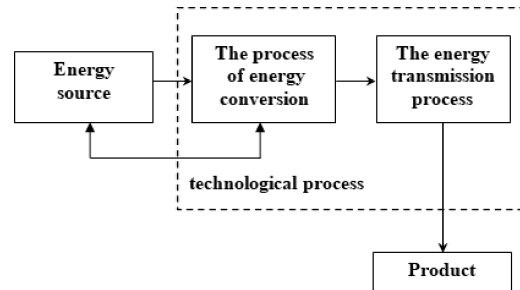 Energy
source
The process
of energy
conversion
The energy
transmission
process
technological process
Product